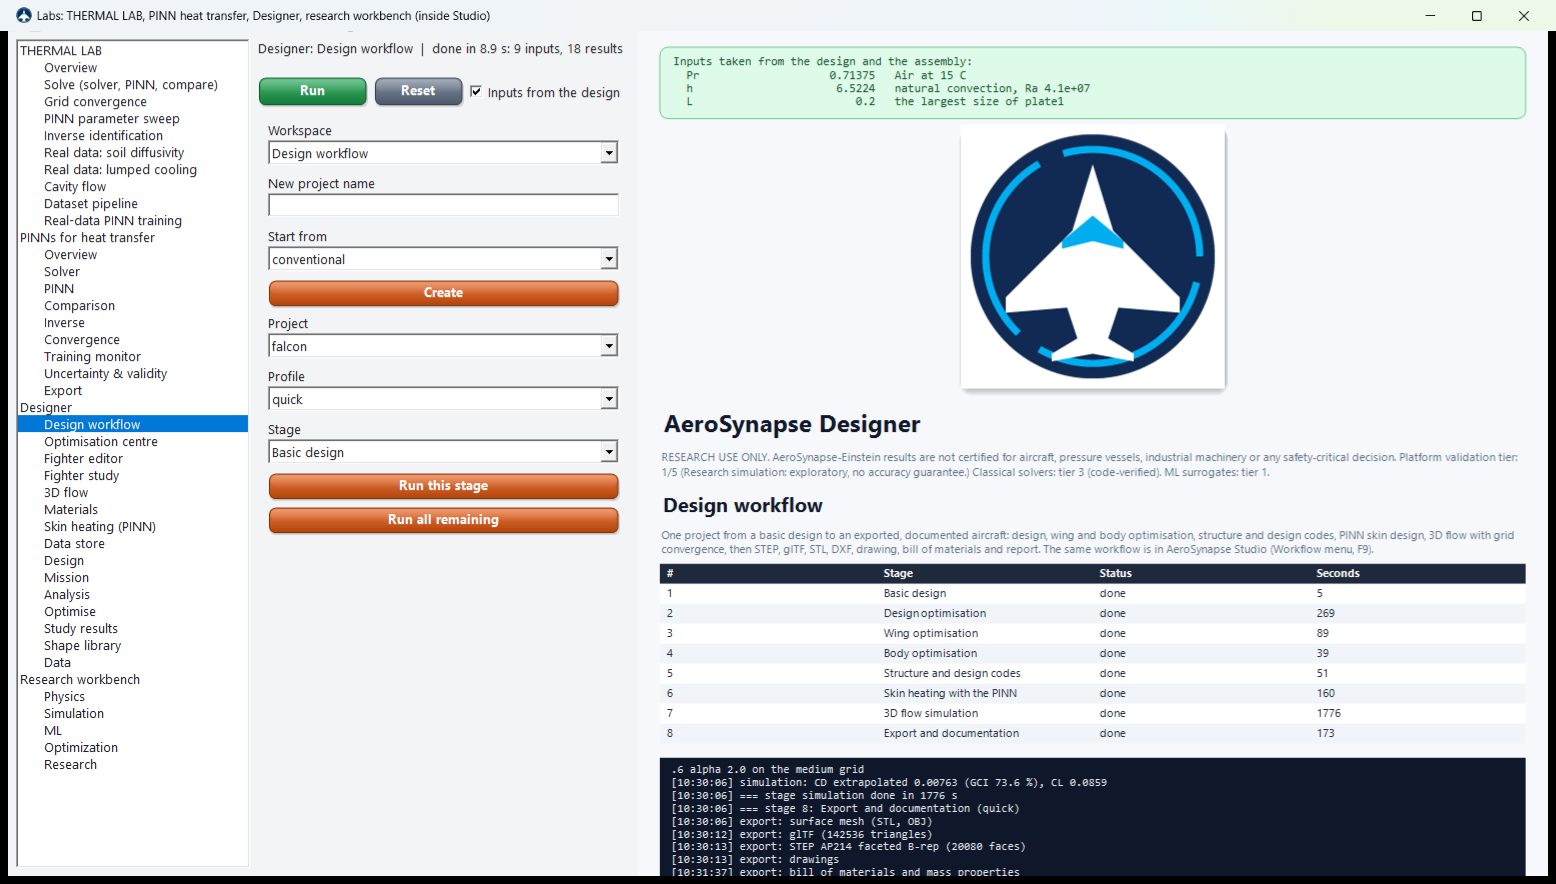 Labs: THERMAL LAB, PINN heat transfer, Designer, research workbench (inside Studio)
THERMAL LAB
Overview
Solve (solver, PINN, compare)
Grid convergence
PINN parameter sweep
Inverse identification
Real data: soil diffusivity
Real data: lumped cooling
Cavity flow
Dataset pipeline
Real-data PINN training
PINNs for heat transfer
Overview
Solver
PINN
Comparison
Inverse
Convergence
Training monitor
Uncertainty & validity
Export
Designer
Design workflow
Optimisation centre
Fighter editor
Fighter study
3D flow
Materials
Skin heating (PINN)
Data store
Design
Mission
Analysis
Optimise
Study results
Shape library
Data
Research workbench
Physics
Simulation
ML
Optimization
Research
Designer: Design workflow | done in 8.9 s: 9 inputs, 18 results
Run Reset Inputs from the design
Workspace
Design workflow
New project name
Start from
conventional
Create
Project
falcon
Profile
quick
Stage
Basic design
Run this stage
Run all remaining
Inputs taken from the design and the assembly:
Pr 0.71375 Air at 15 C
h 6.5224 natural convection, Ra 4.1e+07
L 0.2 the largest size of plate1
AeroSynapse Designer
RESEARCH USE ONLY. AeroSynapse-Einstein results are not certified for aircraft, pressure vessels, industrial machinery or any safety-critical decision. Platform validation tier:
1/5 (Research simulation: exploratory, no accuracy guarantee.) Classical solvers: tier 3 (code-verified). ML surrogates: tier 1.
Design workflow
One project from a basic design to an exported, documented aircraft: design, wing and body optimisation, structure and design codes, PINN skin design, 3D flow with grid
convergence, then STEP, glTF, STL, DXF, drawing, bill of materials and report. The same workflow is in AeroSynapse Studio (Workflow menu, F9).
# Stage Status Seconds
1 Basic design done 5
2 Design optimisation done 269
3 Wing optimisation done 89
4 Body optimisation done 39
5 Structure and design codes done 51
6 Skin heating with the PINN done 160
7 3D flow simulation done 1776
8 Export and documentation done 173
.6 alpha 2.0 on the medium grid
[10:30:06] simulation: CD extrapolated 0.00763 (GCI 73.6 %), CL 0.0859
[10:30:06] === stage simulation done in 1776 s
[10:30:06] === stage 8: Export and documentation (quick)
[10:30:06] export: surface mesh (STL, OBJ)
[10:30:12] export: glTF (142536 triangles)
[10:30:13] export: STEP AP214 faceted B-rep (20080 faces)
[10:30:13] export: drawings
[10:31:37] export: bill of materials and mass properties